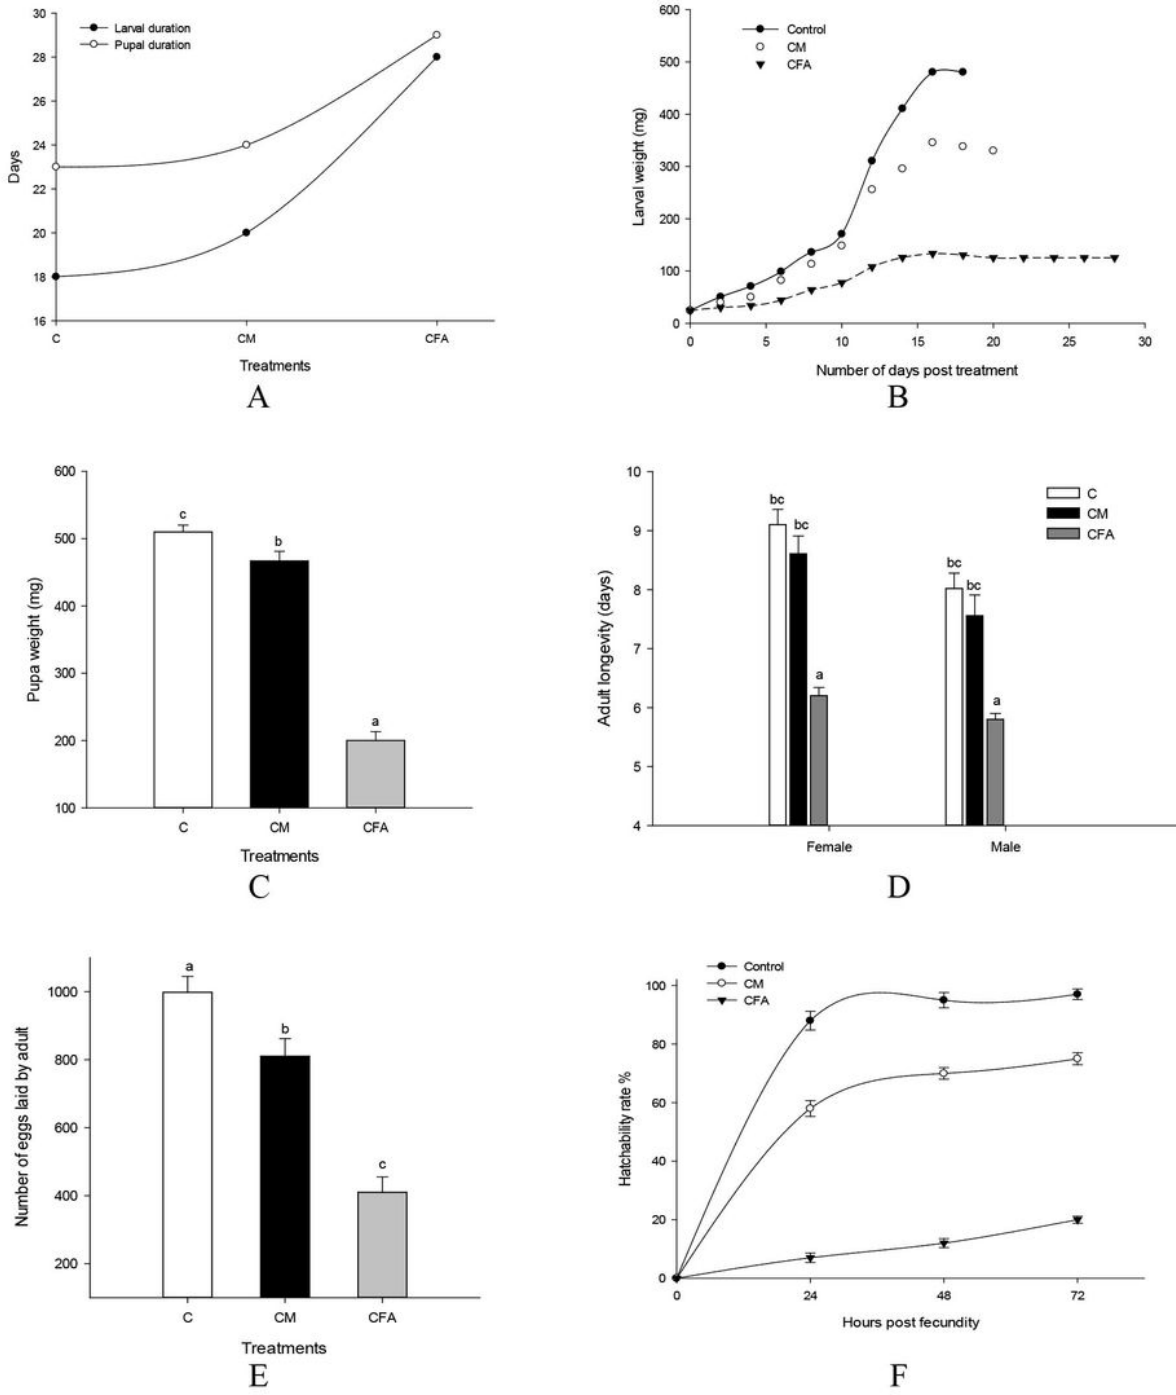 30
28
26
24
22
20
18
16
Days
Larval duration
Pupal duration
C
CM
CFA
Treatments
A
600
500
400
300
200
100
0
Larval weight (mg)
Control
CM
CFA
0
5
10
15
20
25
30
Number of days post treatment
B
600
500
400
300
200
100
Pupa weight (mg)
c
b
a
C
CM
CFA
Treatments
C
10
9
8
7
6
5
4
Adult longevity (days)
bc
bc
a
bc
bc
a
C
CM
CFA
Female
Male
D
1000
800
600
400
200
Number of eggs laid by adult
a
b
c
C
CM
CFA
Treatments
E
Control
CM
CFA
100
80
60
40
20
0
Hatchability rate %
0
24
48
72
Hours post fecundity
F